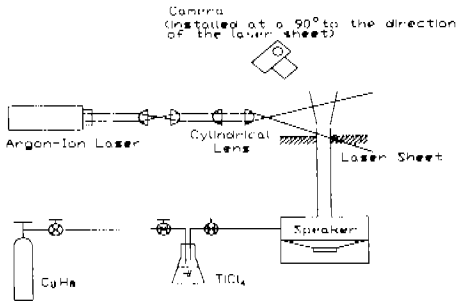 Camera
(Installed at a 90° to the direction
of the laser sheet)
Argon-Ion Laser
Cylindrical
Lens
Laser Sheet
Speaker
C₃H₈
TiCl₄